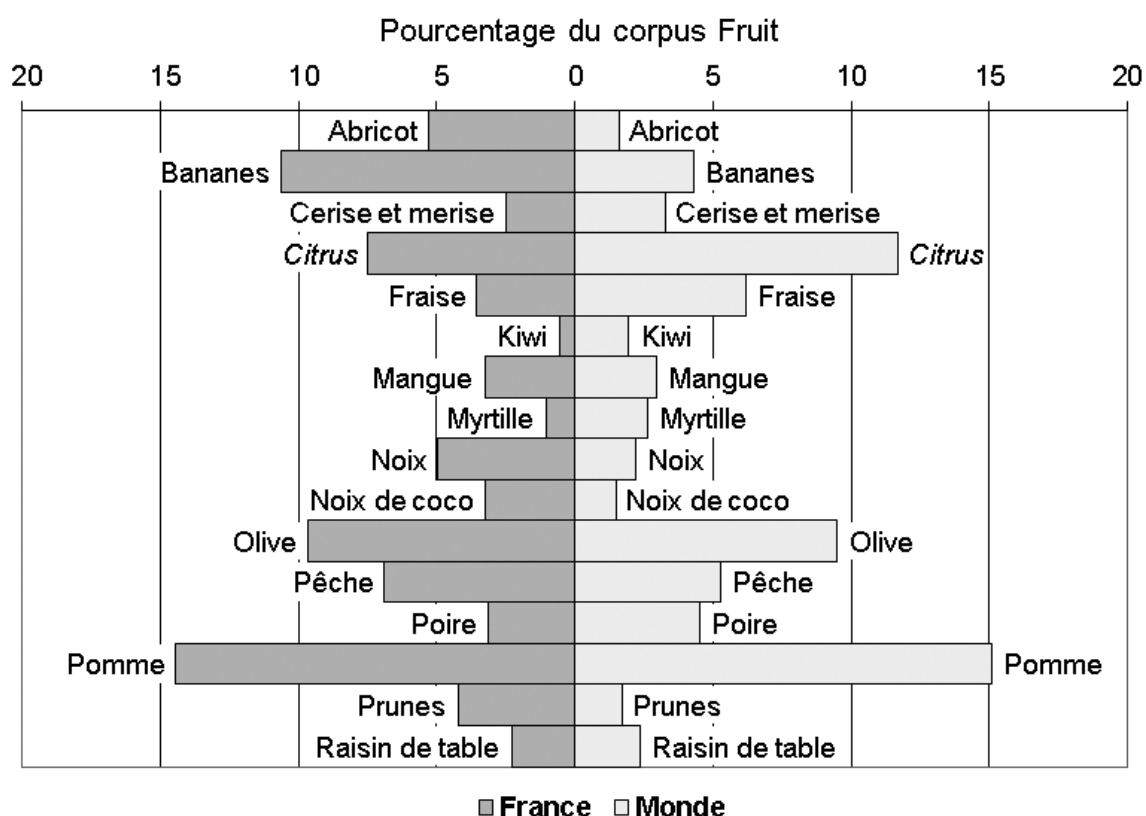 Pourcentage du corpus Fruit
20 15 10 5 0 5 10 15 20
Abricot Abricot
Bananes Bananes
Cerise et merise Cerise et merise
Citrus Citrus
Fraise Fraise
Kiwi Kiwi
Mangue Mangue
Myrtille Myrtille
Noix Noix
Noix de coco Noix de coco
Olive Olive
Pêche Pêche
Poire Poire
Pomme Pomme
Prunes Prunes
Raisin de table Raisin de table
France Monde